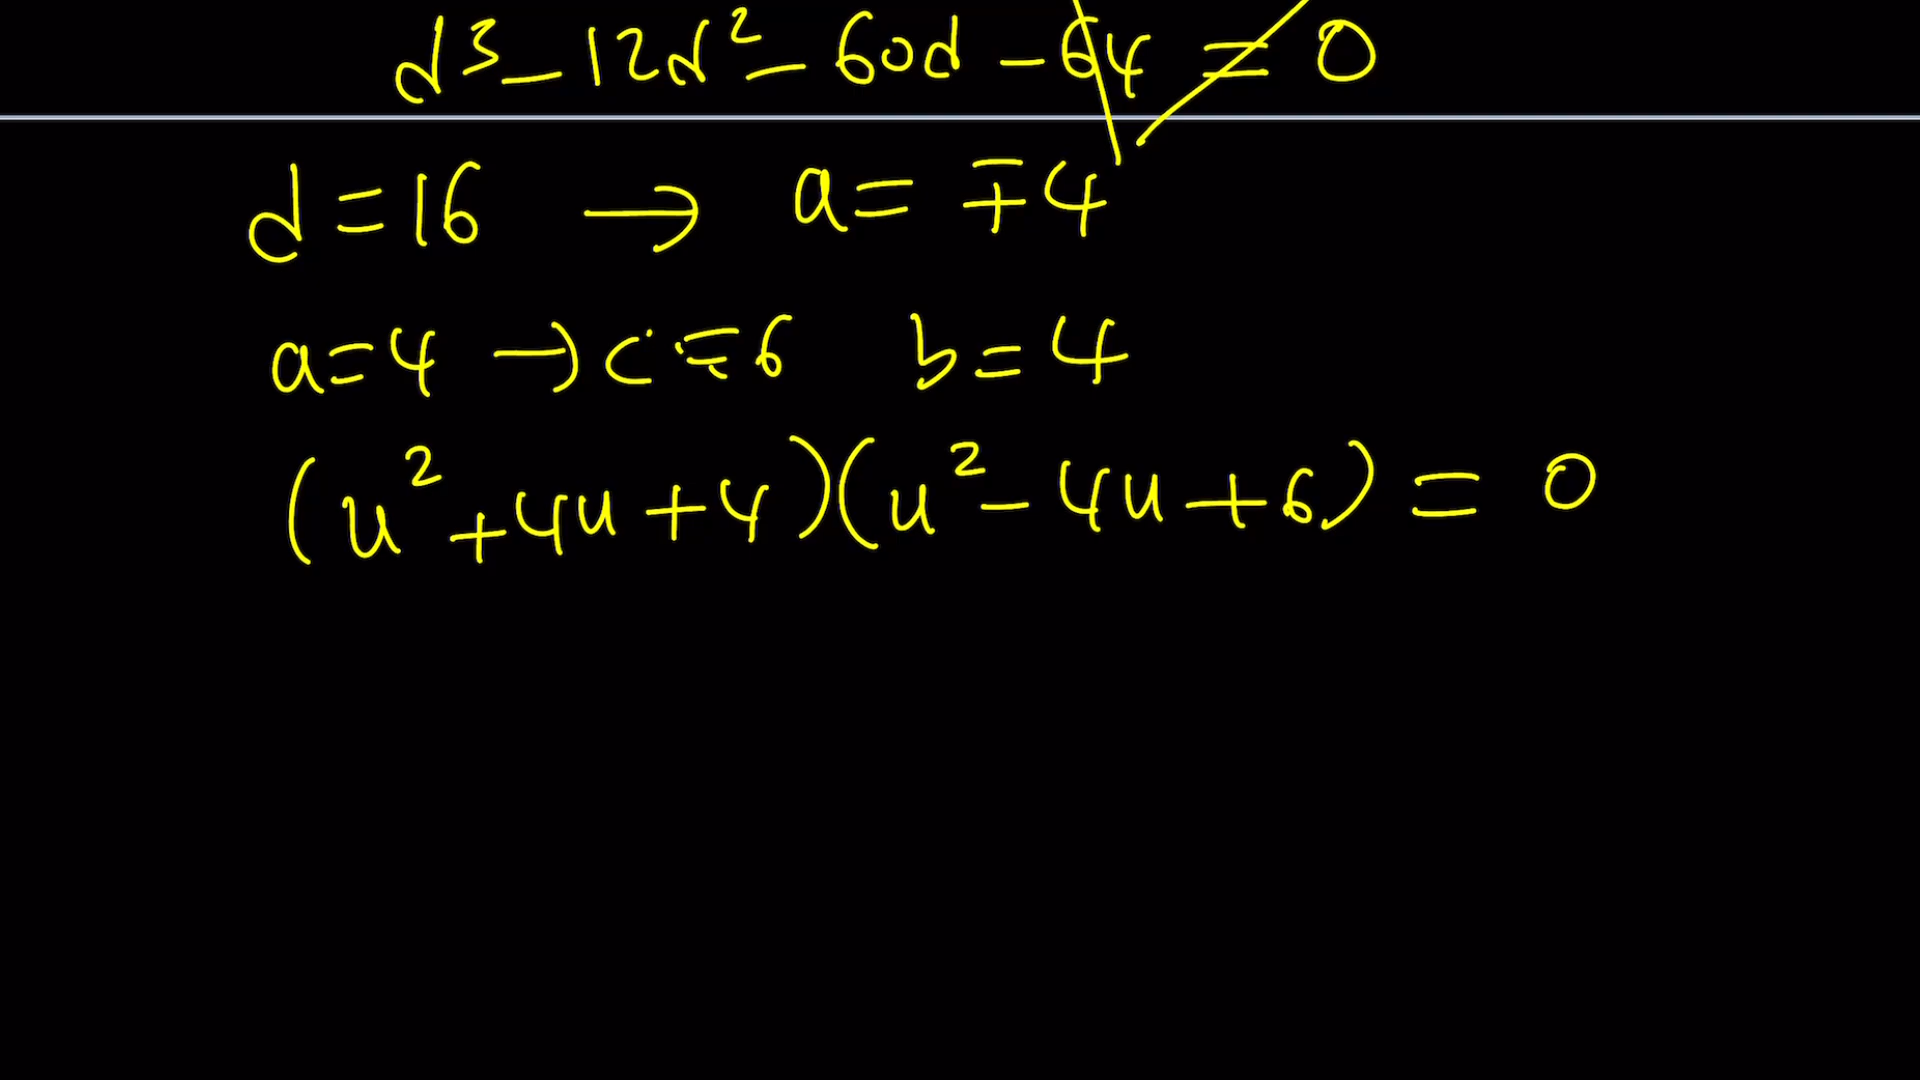 d³ - 12d² - 60d - 64 = 0
d = 16 → a = ∓4
a = 4 → c = 6 b = 4
(u² + 4u + 4)(u² - 4u + 6) = 0